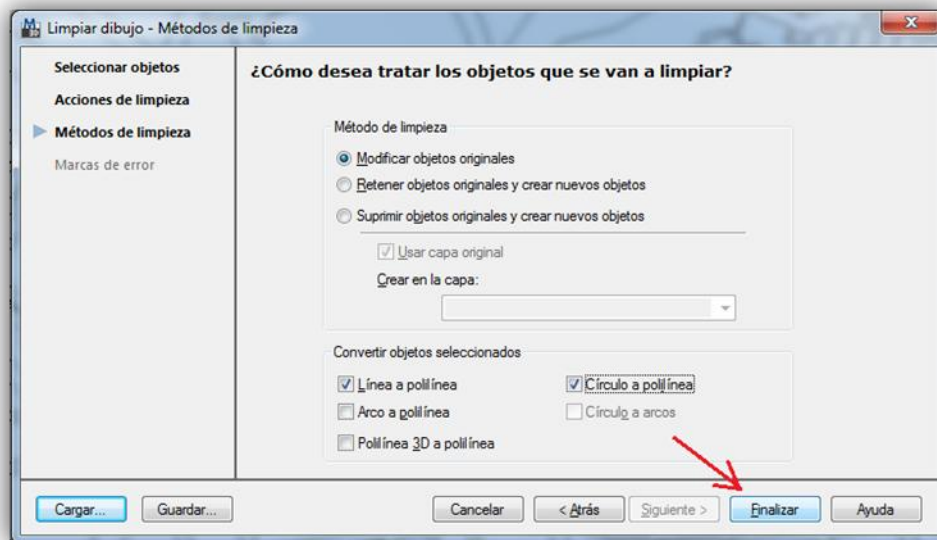 Limpiar dibujo - Métodos de limpieza
Seleccionar objetos
Acciones de limpieza
Métodos de limpieza
Marcas de error
¿Cómo desea tratar los objetos que se van a limpiar?
Método de limpieza
Modificar objetos originales
Retener objetos originales y crear nuevos objetos
Suprimir objetos originales y crear nuevos objetos
Usar capa original
Crear en la capa:
Convertir objetos seleccionados
Línea a polilínea
Círculo a polilínea
Arco a polilínea
Círculo a arcos
Polilínea 3D a polilínea
Cargar... Guardar... Cancelar < Atrás Siguiente > Finalizar Ayuda